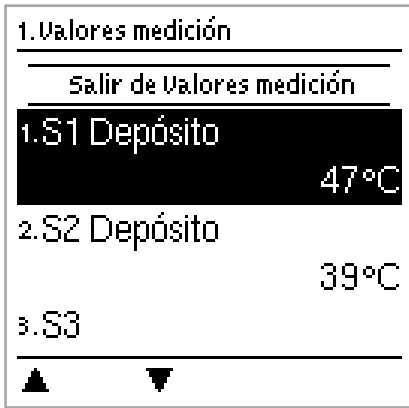 1.Valores medición
Salir de Valores medición
1.S1 Depósito
47°C
2.S2 Depósito
39°C
3.S3